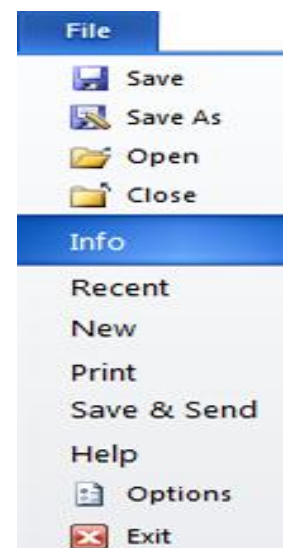 File
Save
Save As
Open
Close
Info
Recent
New
Print
Save & Send
Help
Options
Exit